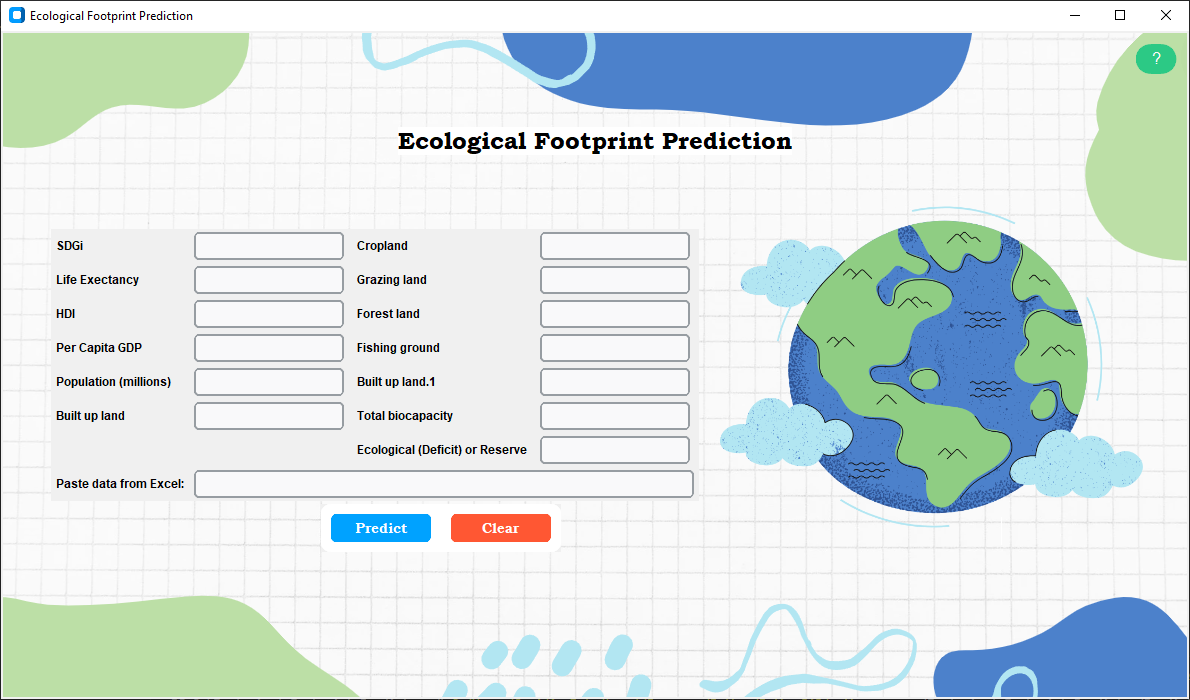 Ecological Footprint Prediction
?
Ecological Footprint Prediction
SDGi
Cropland
Life Exectancy
Grazing land
HDI
Forest land
Per Capita GDP
Fishing ground
Population (millions)
Built up land.1
Built up land
Total biocapacity
Ecological (Deficit) or Reserve
Paste data from Excel:
Predict
Clear